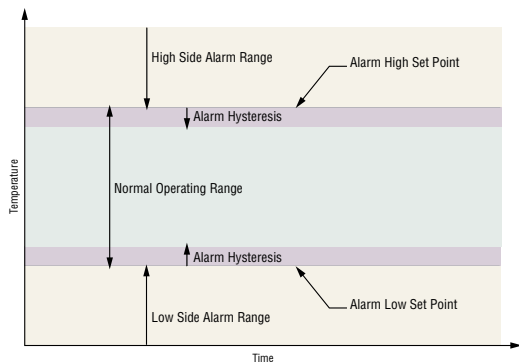 High Side Alarm Range
Alarm High Set Point
Alarm Hysteresis
Normal Operating Range
Temperature
Alarm Hysteresis
Alarm Low Set Point
Low Side Alarm Range
Time